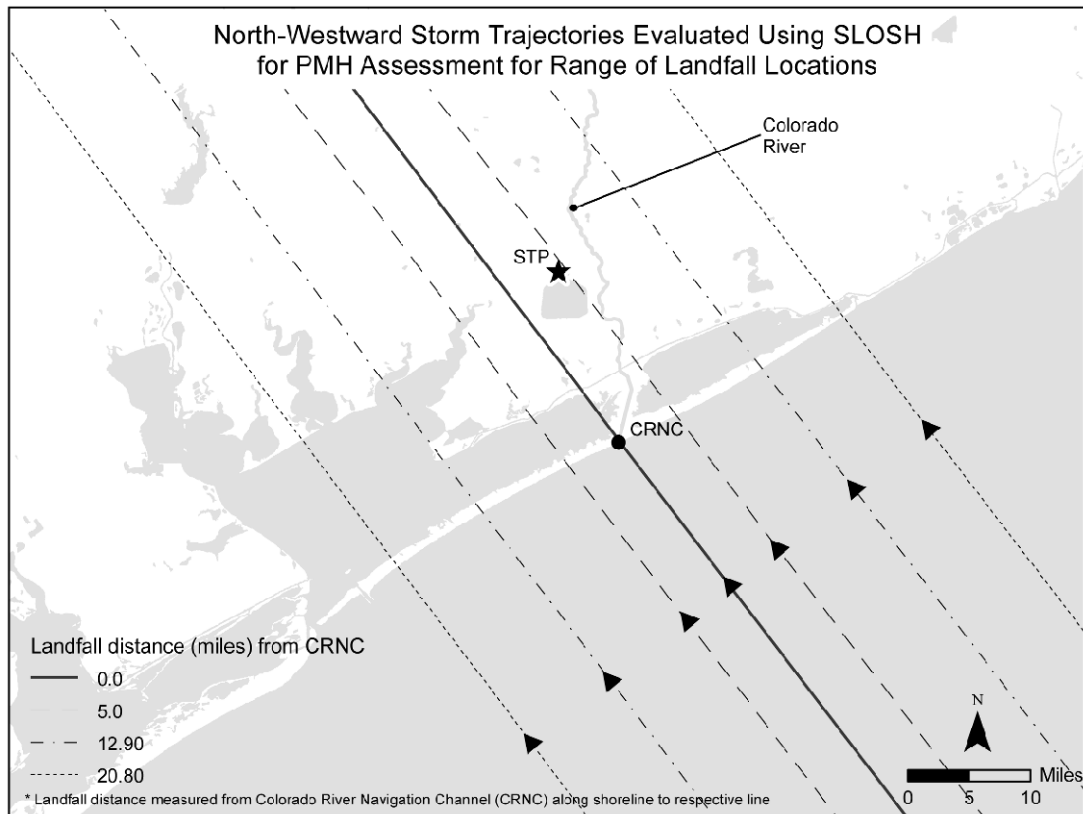 North-Westward Storm Trajectories Evaluated Using SLOSH
for PMH Assessment for Range of Landfall Locations
Colorado
River
STP
CRNC
Landfall distance (miles) from CRNC
0.0
5.0
12.90
20.80
N
Miles
0 5 10
* Landfall distance measured from Colorado River Navigation Channel (CRNC) along shoreline to respective line